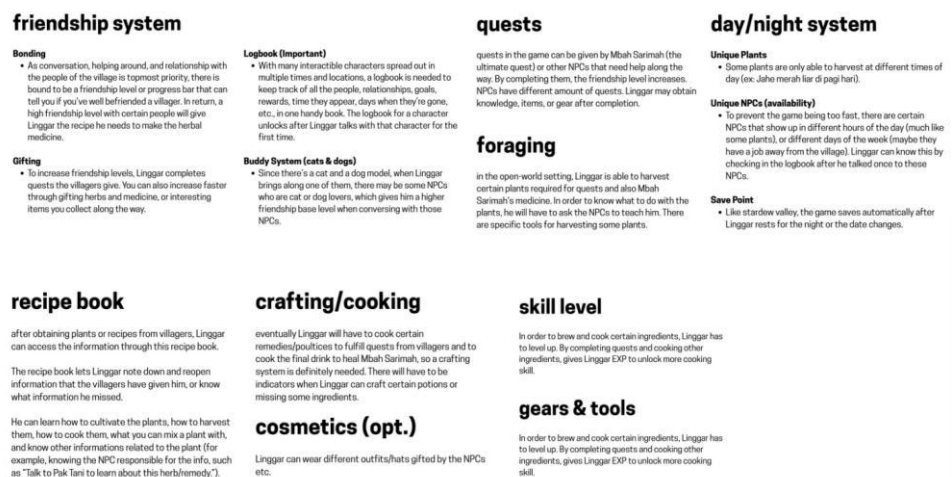 friendship system
Bonding
• As conversation, helping around, and relationship with
the people of the village is topmost priority, there is
bound to be a friendship level or progress bar that can
tell you if you've well befriended a villager. In return, a
high friendship level with certain people will give
Linggar the recipe he needs to make the herbal
medicine.
Gifting
• To increase friendship levels, Linggar completes
quests the villagers give. You can also increase faster
through gifting herbs and medicine, or interesting
items you collect along the way.
Logbook (Important)
• With many interactible characters spread out in
multiple times and locations, a logbook is needed to
keep track of all the people, relationships, goals,
rewards, time they appear, days when they're gone,
etc., in one handy book. The logbook for a character
unlocks after Linggar talks with that character for the
first time.
Buddy System (cats & dogs)
• Since there's a cat and a dog model, when Linggar
brings along one of them, there may be some NPCs
who are cat or dog lovers, which gives him a higher
friendship base level when conversing with those
NPCs.
quests
quests in the game can be given by Mbah Sarimah (the
ultimate quest) or other NPCs that need help along the
way. By completing them, the friendship level increases.
NPCs have different amount of quests. Linggar may obtain
knowledge, items, or gear after completion.
foraging
in the open-world setting, Linggar is able to harvest
certain plants required for quests and also Mbah
Sarimah's medicine. In order to know what to do with the
plants, he will have to ask the NPCs to teach him. There
are specific tools for harvesting some plants.
day/night system
Unique Plants
• Some plants are only able to harvest at different times of
day (ex: Jahe merah liar di pagi hari).
Unique NPCs (availability)
• To prevent the game being too fast, there are certain
NPCs that show up in different hours of the day (much like
some plants), or different days of the week (maybe they
have a job away from the village). Linggar can know this by
checking in the logbook after he talked once to these
NPCs.
Save Point
• Like stardew valley, the game saves automatically after
Linggar rests for the night or the date changes.
recipe book
after obtaining plants or recipes from villagers, Linggar
can access the information through this recipe book.
The recipe book lets Linggar note down and reopen
information that the villagers have given him, or know
what information he missed.
He can learn how to cultivate the plants, how to harvest
them, how to cook them, what you can mix a plant with,
and know other informations related to the plant (for
example, knowing the NPC responsible for the info, such
as "Talk to Pak Tani to learn about this herb/remedy.").
crafting/cooking
eventually Linggar will have to cook certain
remedies/poultices to fulfill quests from villagers and to
cook the final drink to heal Mbah Sarimah, so a crafting
system is definitely needed. There will have to be
indicators when Linggar can craft certain potions or
missing some ingredients.
cosmetics (opt.)
Linggar can wear different outfits/hats gifted by the NPCs
etc.
skill level
In order to brew and cook certain ingredients, Linggar has
to level up. By completing quests and cooking other
ingredients, gives Linggar EXP to unlock more cooking
skill.
gears & tools
In order to brew and cook certain ingredients, Linggar has
to level up. By completing quests and cooking other
ingredients, gives Linggar EXP to unlock more cooking
skill.